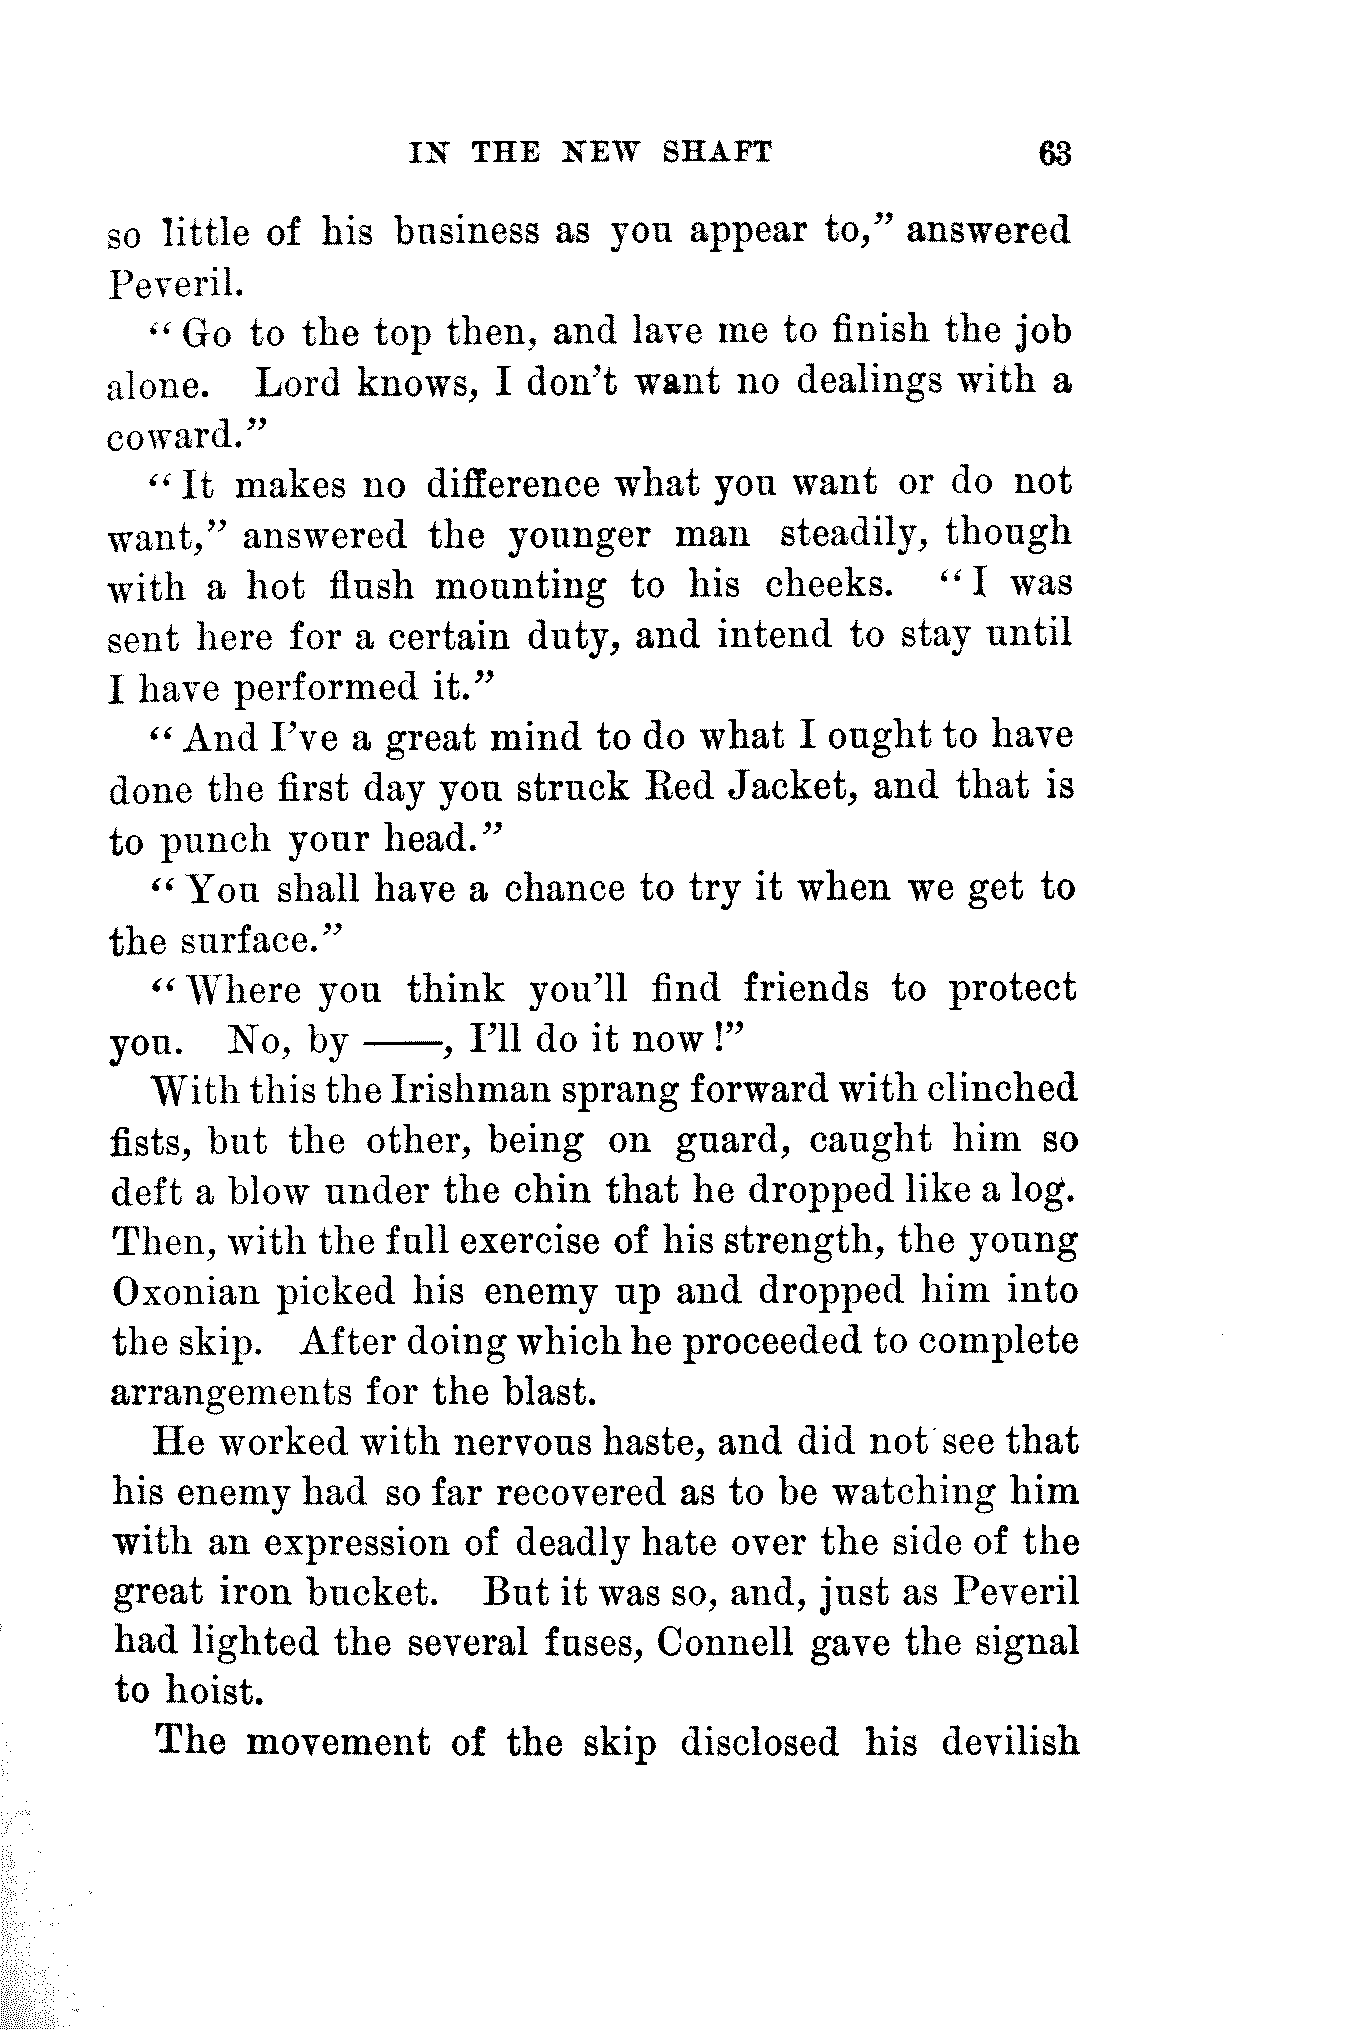 IN THE NEW SHAFT 63
so little of his business as you appear to,” answered
Peveril.
“Go to the top then, and lave me to finish the job
alone. Lord knows, I don’t want no dealings with a
coward.”
“It makes no difference what you want or do not
want,” answered the younger man steadily, though
with a hot flush mounting to his cheeks. “I was
sent here for a certain duty, and intend to stay until
I have performed it.”
“And I’ve a great mind to do what I ought to have
done the first day you struck Red Jacket, and that is
to punch your head.”
“You shall have a chance to try it when we get to
the surface.”
“Where you think you’ll find friends to protect
you. No, by ——, I’ll do it now!”
With this the Irishman sprang forward with clinched
fists, but the other, being on guard, caught him so
deft a blow under the chin that he dropped like a log.
Then, with the full exercise of his strength, the young
Oxonian picked his enemy up and dropped him into
the skip. After doing which he proceeded to complete
arrangements for the blast.
He worked with nervous haste, and did not see that
his enemy had so far recovered as to be watching him
with an expression of deadly hate over the side of the
great iron bucket. But it was so, and, just as Peveril
had lighted the several fuses, Connell gave the signal
to hoist.
The movement of the skip disclosed his devilish